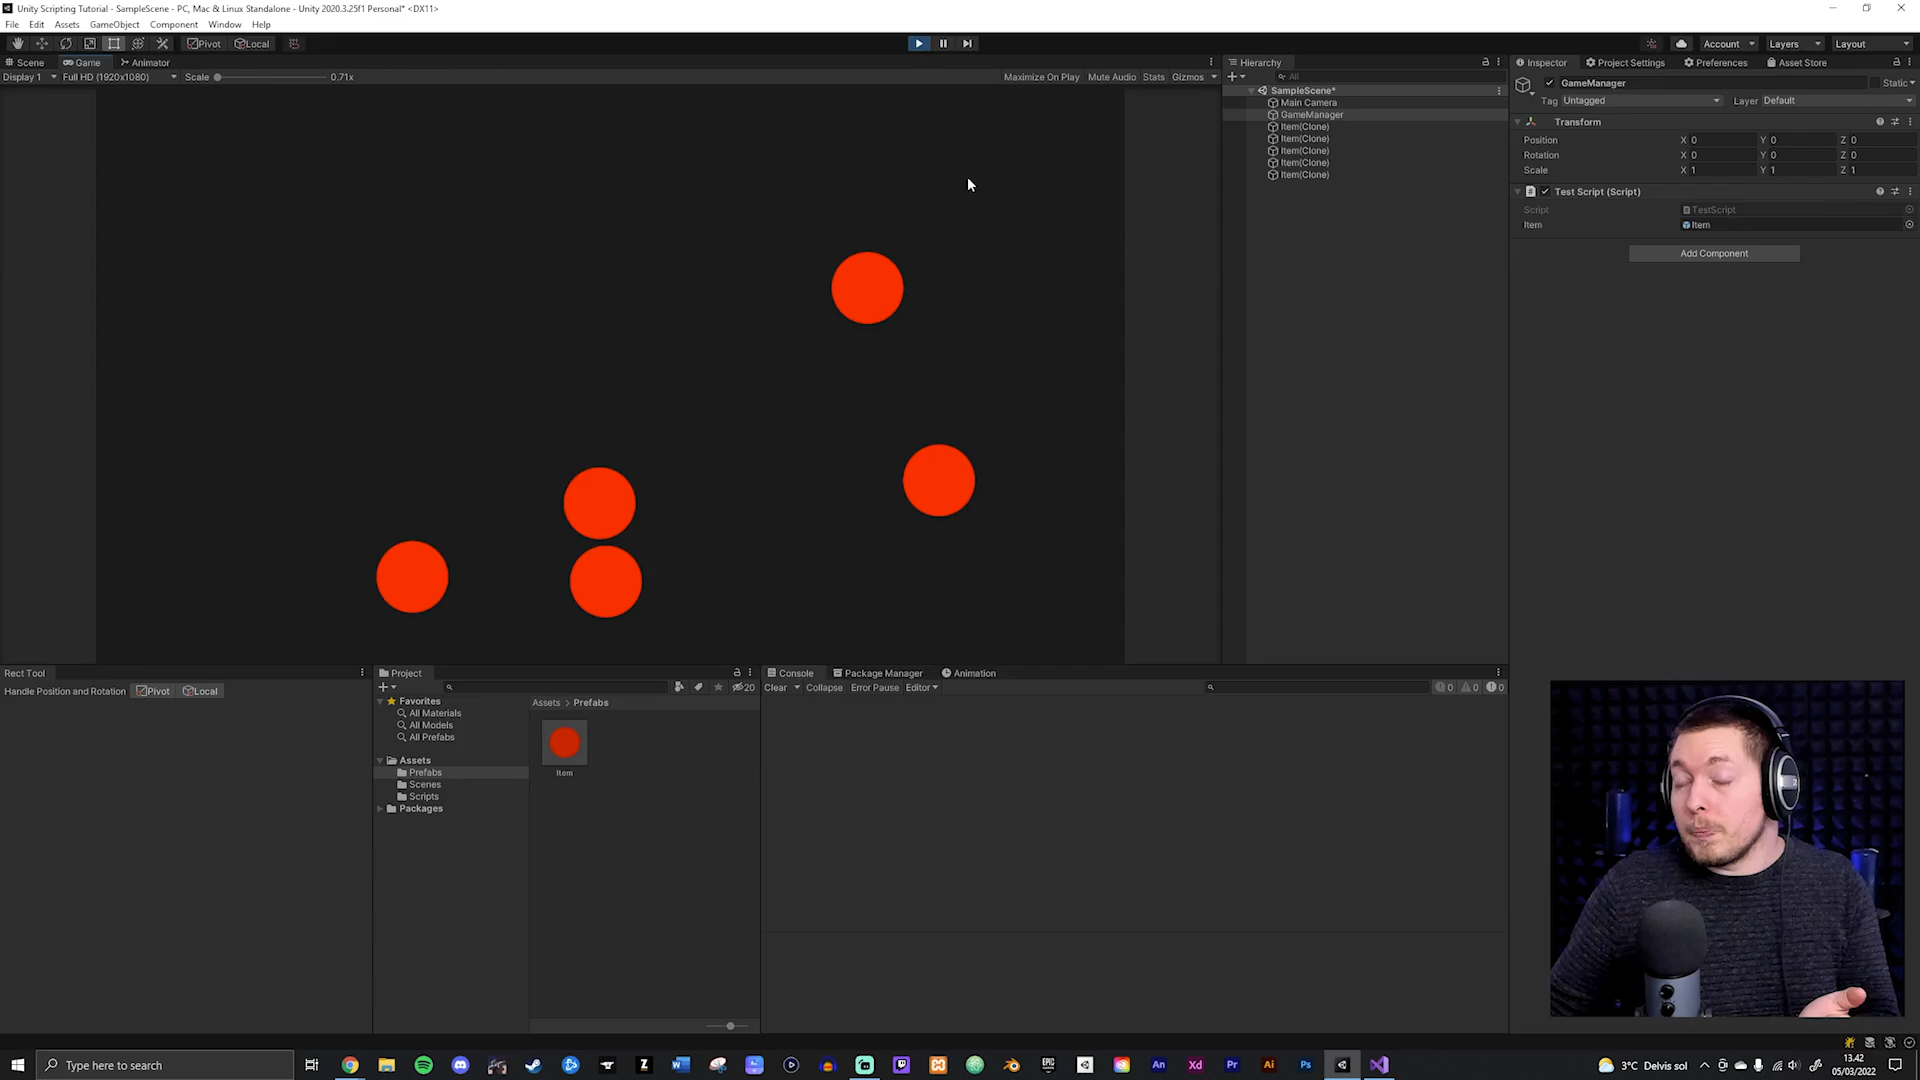 Unity Scripting Tutorial - SampleScene - PC, Mac & Linux Standalone - Unity 2020.3.25f1 Personal* <DX11>
File Edit Assets GameObject Component Window Help
Pivot Local Account Layers Layout
Scene Game Animator
Display 1 Full HD (1920x1080) Scale 0.71x Maximize On Play Mute Audio Stats Gizmos
Hierarchy
All
SampleScene*
Main Camera
GameManager
Item(Clone)
Item(Clone)
Item(Clone)
Item(Clone)
Item(Clone)
Inspector Project Settings Preferences Asset Store
GameManager Static
Tag Untagged Layer Default
Transform
Position X 0 Y 0 Z 0
Rotation X 0 Y 0 Z 0
Scale X 1 Y 1 Z 1
Test Script (Script)
Script TestScript
Item Item
Add Component
Rect Tool
Handle Position and Rotation Pivot Local
Project
20
Favorites
All Materials
All Models
All Prefabs
Assets
Prefabs
Scenes
Scripts
Packages
Assets > Prefabs
Item
Console Package Manager Animation
Clear Collapse Error Pause Editor 0 0 0
Type here to search
An Xd Pr Ai Ps
3°C Delvis sol
13.42
05/03/2022